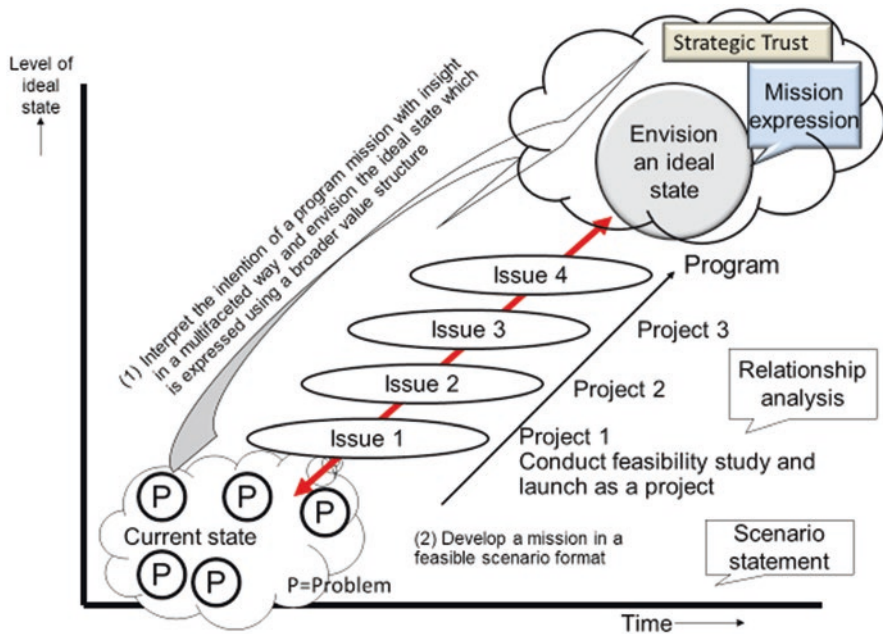 Level of
ideal
state
Strategic Trust
Mission
expression
Envision
an ideal
state
(1) Interpret the intention of a program mission with insight
in a multifaceted way and envision the ideal state which
is expressed using a broader value structure
Issue 4
Program
Issue 3
Project 3
Issue 2
Project 2
Relationship
analysis
Issue 1
Project 1
Conduct feasibility study and
launch as a project
P
P
P
Current state
(2) Develop a mission in a
feasible scenario format
Scenario
statement
P
P
P=Problem
Time